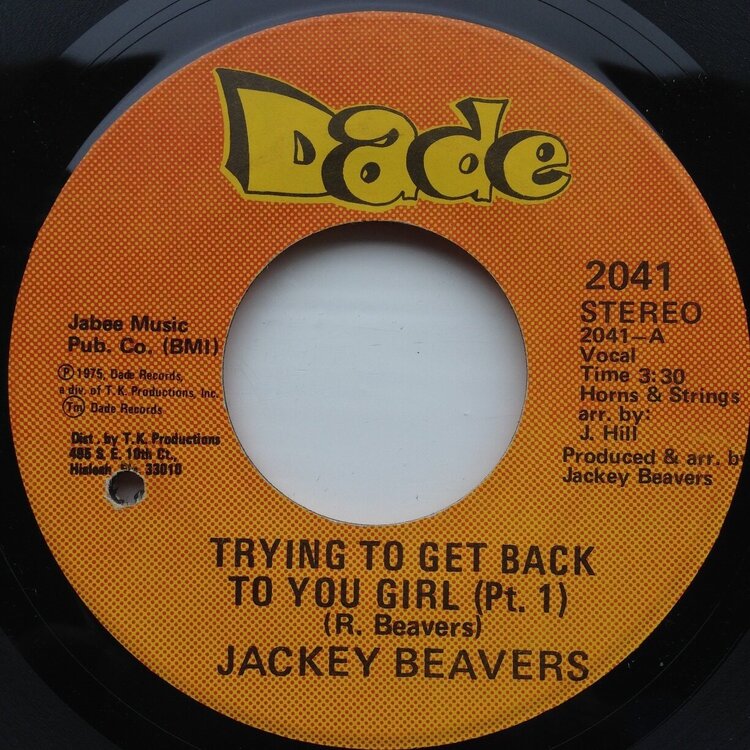 Dade
2041
STEREO
2041-A
Vocal
Time 3:30
Horns & Strings
arr. by:
J. Hill
Produced & arr. by
Jackey Beavers
Jabee Music
Pub. Co. (BMI)
Ⓟ 1975, Dade Records,
a div. of T. K. Productions, Inc.
Tm Dade Records
Dist. by T. K. Productions
495 S. E. 10th Ct.,
Hialeah Fla. 33010
TRYING TO GET BACK
TO YOU GIRL (Pt. 1)
(R. Beavers)
JACKEY BEAVERS